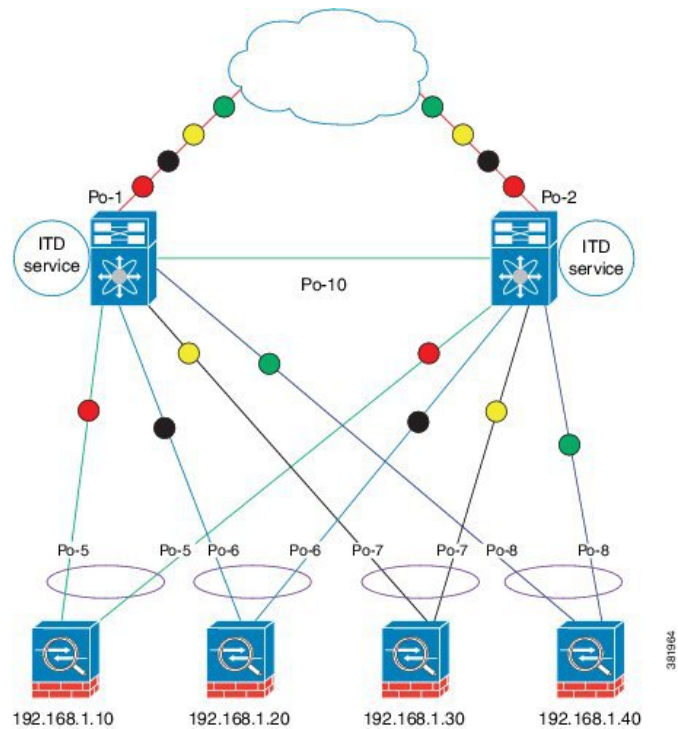 Po-1
Po-2
ITD
service
ITD
service
Po-10
Po-5
Po-5
Po-6
Po-6
Po-7
Po-7
Po-8
Po-8
192.168.1.10
192.168.1.20
192.168.1.30
192.168.1.40
381964